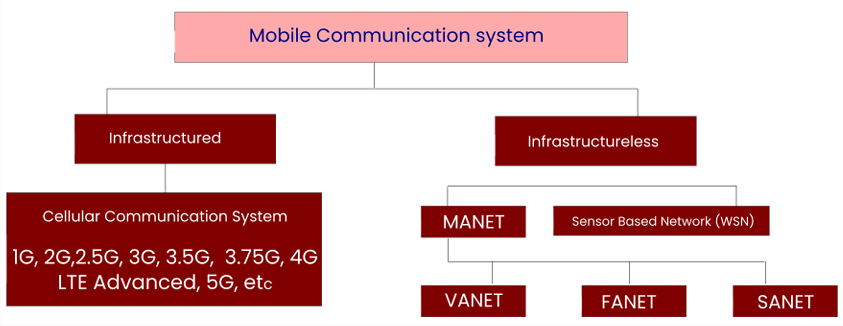 Mobile Communication system
Infrastructured
Infrastructureless
Cellular Communication System
1G, 2G,2.5G, 3G, 3.5G, 3.75G, 4G
LTE Advanced, 5G, etc
MANET
Sensor Based Network (WSN)
VANET
FANET
SANET